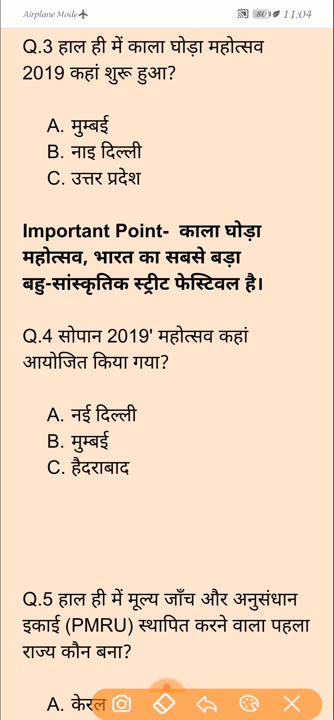 Airplane Mode 80 11:04
Q.3 हाल ही में काला घोड़ा महोत्सव
2019 कहां शुरू हुआ?
A. मुम्बई
B. नाइ दिल्ली
C. उत्तर प्रदेश
Important Point- काला घोड़ा
महोत्सव, भारत का सबसे बड़ा
बहु-सांस्कृतिक स्ट्रीट फेस्टिवल है।
Q.4 सोपान 2019' महोत्सव कहां
आयोजित किया गया?
A. नई दिल्ली
B. मुम्बई
C. हैदराबाद
Q.5 हाल ही में मूल्य जाँच और अनुसंधान
इकाई (PMRU) स्थापित करने वाला पहला
राज्य कौन बना?
A. केरल